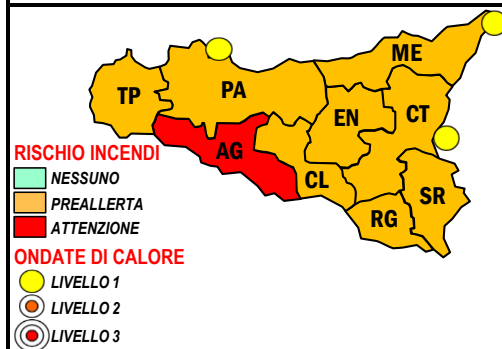 ME
TP
PA
EN
CT
AG
CL
SR
RG
RISCHIO INCENDI
NESSUNO
PREALLERTA
ATTENZIONE
ONDATE DI CALORE
LIVELLO 1
LIVELLO 2
LIVELLO 3